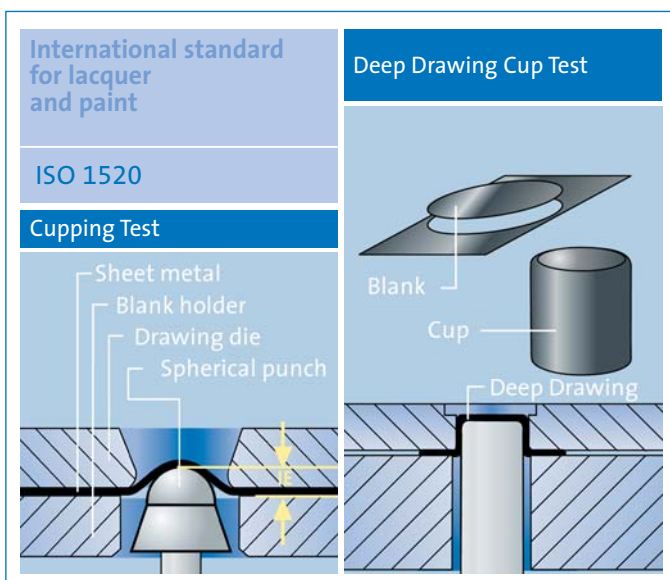 International standard
for lacquer
and paint
ISO 1520
Cupping Test
Sheet metal
Blank holder
Drawing die
Spherical punch
IE
Deep Drawing Cup Test
Blank
Cup
Deep Drawing